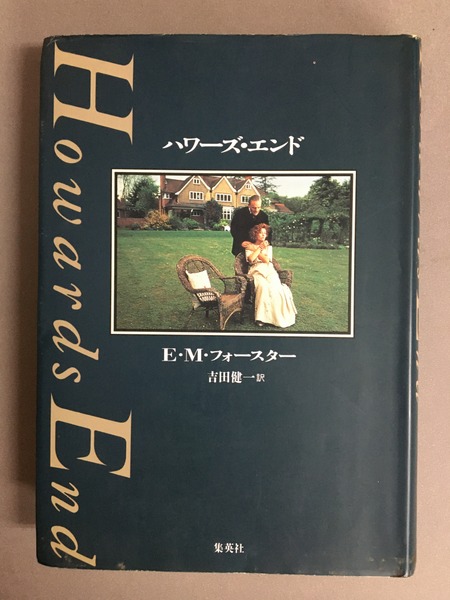 Howards End
ハワーズ・エンド
E・M・フォースター
吉田健一訳
集英社